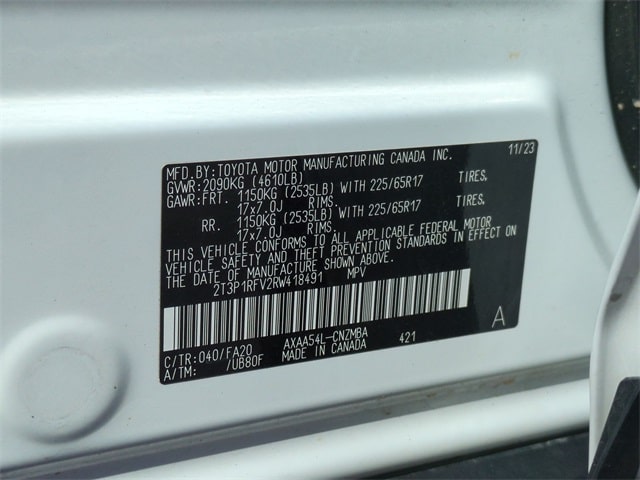 MFD. BY: TOYOTA MOTOR MANUFACTURING CANADA INC. 11/23
GVWR: 2090KG (4610LB)
GAWR: FRT. 1150KG (2535LB) WITH 225/65R17 TIRES.
17x7.0J RIMS.
RR. 1150KG (2535LB) WITH 225/65R17 TIRES.
17x7.0J RIMS.
THIS VEHICLE CONFORMS TO ALL APPLICABLE FEDERAL MOTOR
VEHICLE SAFETY AND THEFT PREVENTION STANDARDS IN EFFECT ON
THE DATE OF MANUFACTURE SHOWN ABOVE.
2T3P1RFV2RW418491 MPV
C/TR: 040/FA20 AXAA54L-CNZMBA 421 A
A/TM: /UB80F MADE IN CANADA